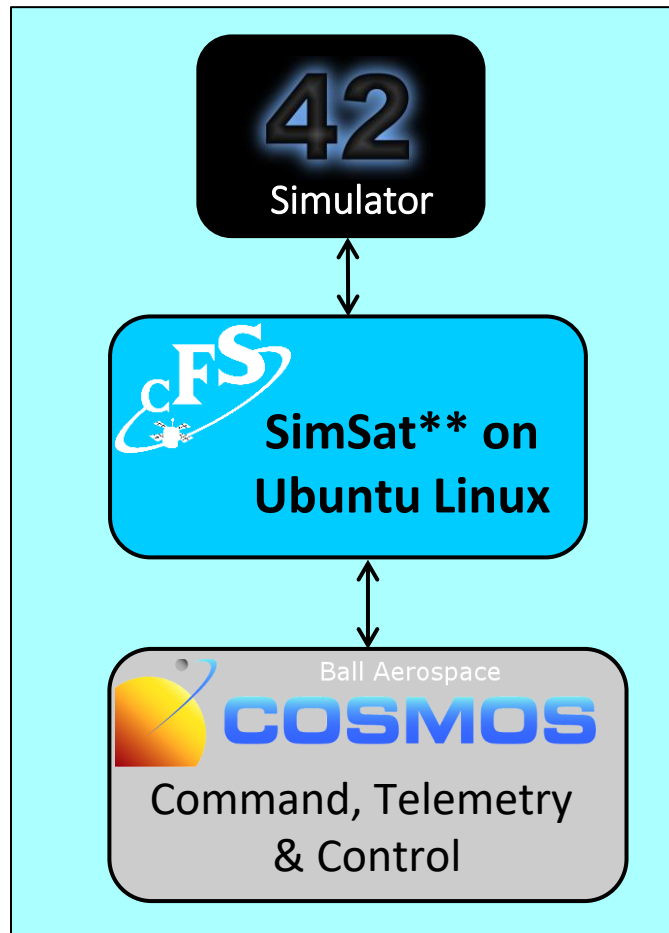 42
Simulator
cFS
SimSat** on
Ubuntu Linux
Ball Aerospace
COSMOS
Command, Telemetry
& Control